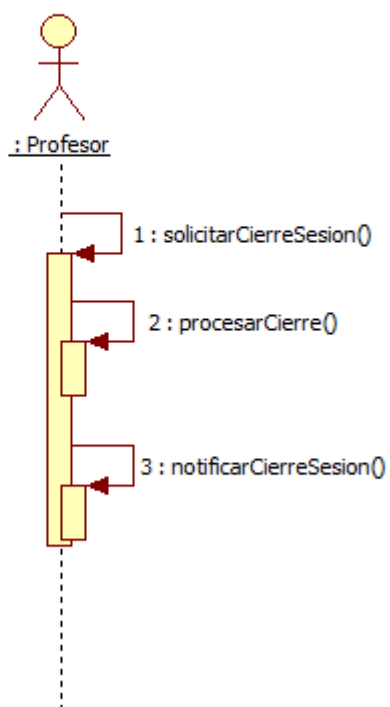 : Profesor
1 : solicitarCierreSesion()
2 : procesarCierre()
3 : notificarCierreSesion()